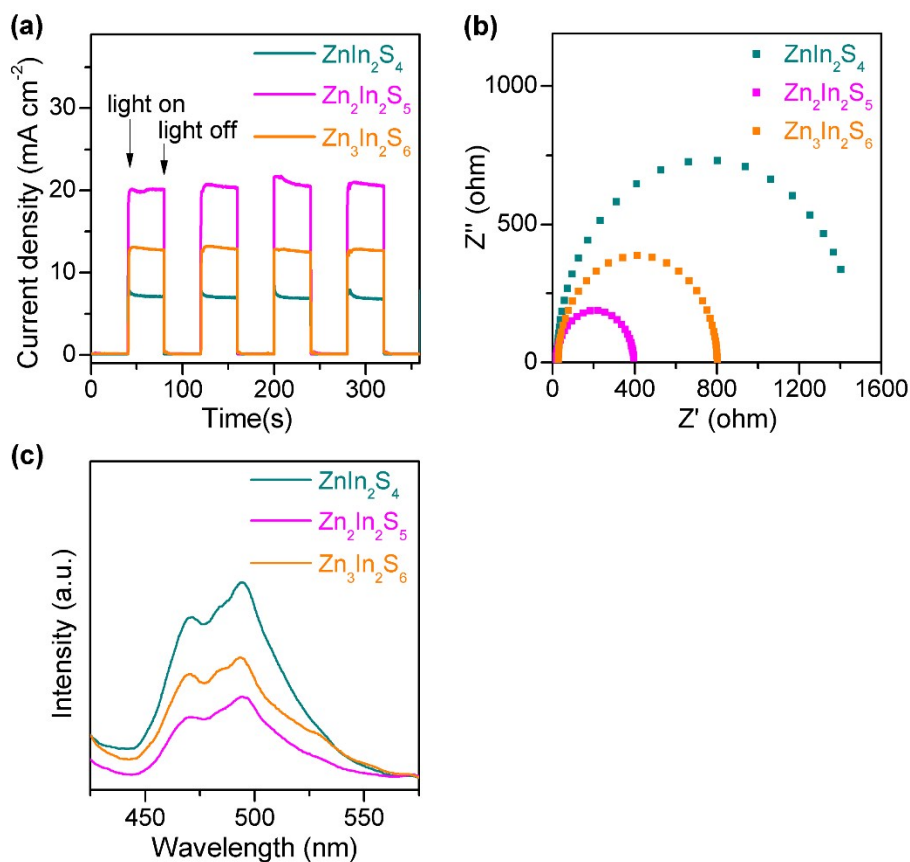 (a)
ZnIn₂S₄
Zn₂In₂S₅
Zn₃In₂S₆
light on
light off
Current density (mA cm⁻²)
30
20
10
0
0
100
200
300
Time(s)
(b)
ZnIn₂S₄
Zn₂In₂S₅
Zn₃In₂S₆
Z'' (ohm)
1000
500
0
0
400
800
1200
1600
Z' (ohm)
(c)
ZnIn₂S₄
Zn₂In₂S₅
Zn₃In₂S₆
Intensity (a.u.)
450
500
550
Wavelength (nm)